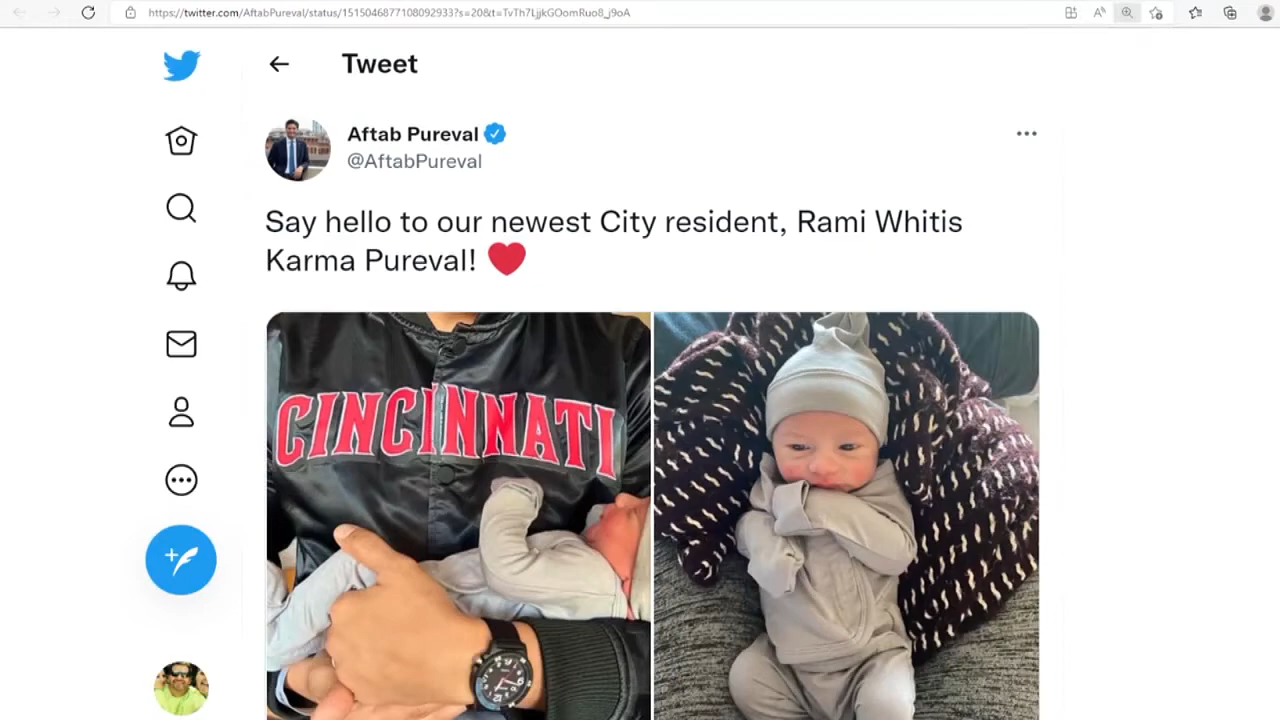 https://twitter.com/AftabPureval/status/1515046877108092933?s=20&t=TvTh7LjjkGOomRuo8_j9oA
Tweet
Aftab Pureval
@AftabPureval
Say hello to our newest City resident, Rami Whitis
Karma Pureval! ❤️
CINCINNATI